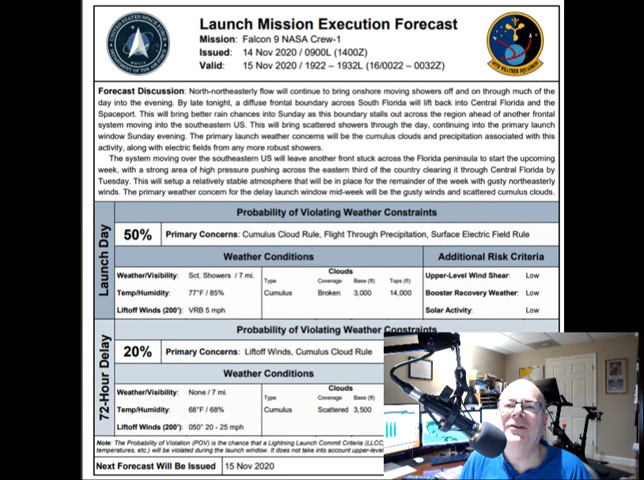 UNITED STATES SPACE FORCE
Launch Mission Execution Forecast
Mission: Falcon 9 NASA Crew-1
Issued: 14 Nov 2020 / 0900L (1400Z)
Valid: 15 Nov 2020 / 1922 – 1932L (16/0022 – 0032Z)
Forecast Discussion: North-northeasterly flow will continue to bring onshore moving showers off and on through much of the
day into the evening. By late tonight, a diffuse frontal boundary across South Florida will lift back into Central Florida and the
Spaceport. This will bring better rain chances into Sunday as this boundary stalls out across the region ahead of another frontal
system moving into the southeastern US. This will bring scattered showers through the day, continuing into the primary launch
window Sunday evening. The primary launch weather concerns will be the cumulus clouds and precipitation associated with this
activity, along with electric fields from any more robust showers.
The system moving over the southeastern US will leave another front stuck across the Florida peninsula to start the upcoming
week, with a strong area of high pressure pushing across the eastern third of the country clearing it through Central Florida by
Tuesday. This will setup a relatively stable atmosphere that will be in place for the remainder of the week with gusty northeasterly
winds. The primary weather concern for the delay launch window mid-week will be the gusty winds and scattered cumulus clouds.
Launch Day
Probability of Violating Weather Constraints
50% Primary Concerns: Cumulus Cloud Rule, Flight Through Precipitation, Surface Electric Field Rule
Weather Conditions Additional Risk Criteria
Weather/Visibility: Sct. Showers / 7 mi. Clouds Upper-Level Wind Shear: Low
Type Coverage Base (ft) Tops (ft)
Temp/Humidity: 77°F / 85% Cumulus Broken 3,000 14,000 Booster Recovery Weather: Low
Liftoff Winds (200'): VRB 5 mph Solar Activity: Low
72-Hour Delay
Probability of Violating Weather Constraints
20% Primary Concerns: Liftoff Winds, Cumulus Cloud Rule
Weather Conditions
Weather/Visibility: None / 7 mi. Clouds
Type Coverage Base (ft)
Temp/Humidity: 68°F / 68% Cumulus Scattered 3,500
Liftoff Winds (200'): 050° 20 - 25 mph
Note: The Probability of Violation (POV) is the chance that a Lightning Launch Commit Criteria (LLCC,
temperatures, etc.) will be violated during the launch window. It does not take into account upper-level
Next Forecast Will Be Issued 15 Nov 2020